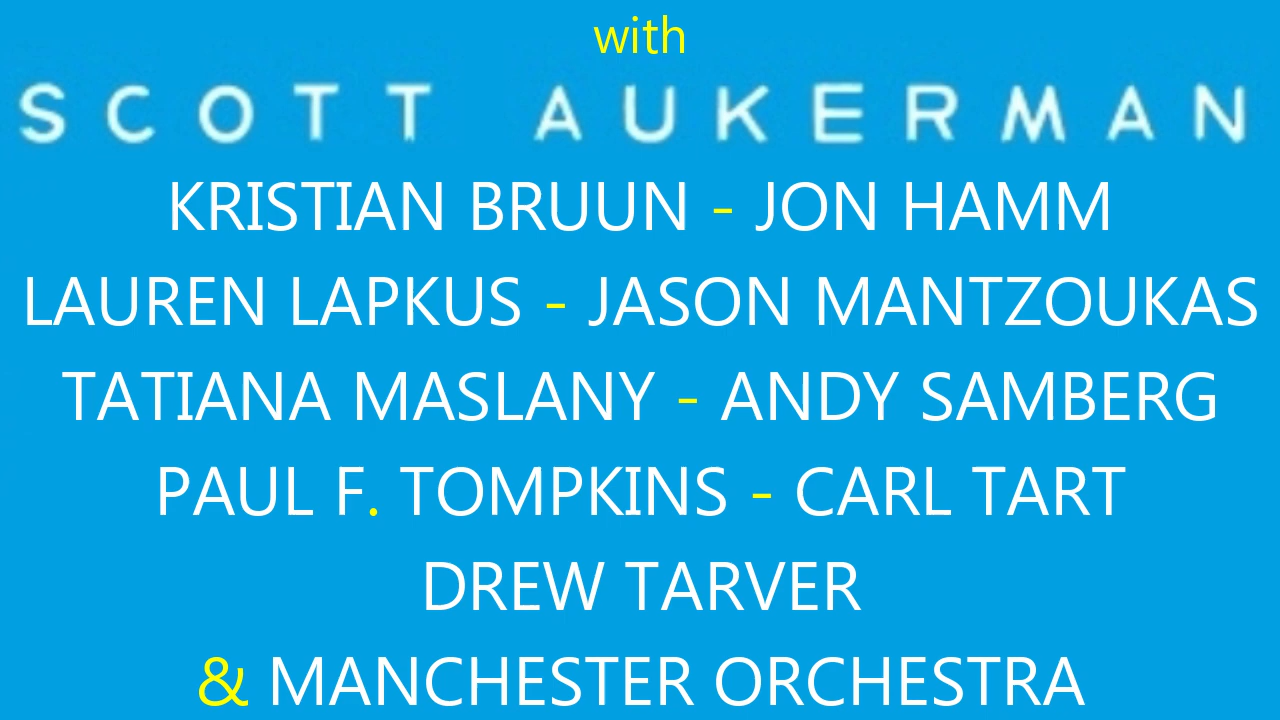 with
SCOTT AUKERMAN
KRISTIAN BRUUN - JON HAMM
LAUREN LAPKUS - JASON MANTZOUKAS
TATIANA MASLANY - ANDY SAMBERG
PAUL F. TOMPKINS - CARL TART
DREW TARVER
& MANCHESTER ORCHESTRA